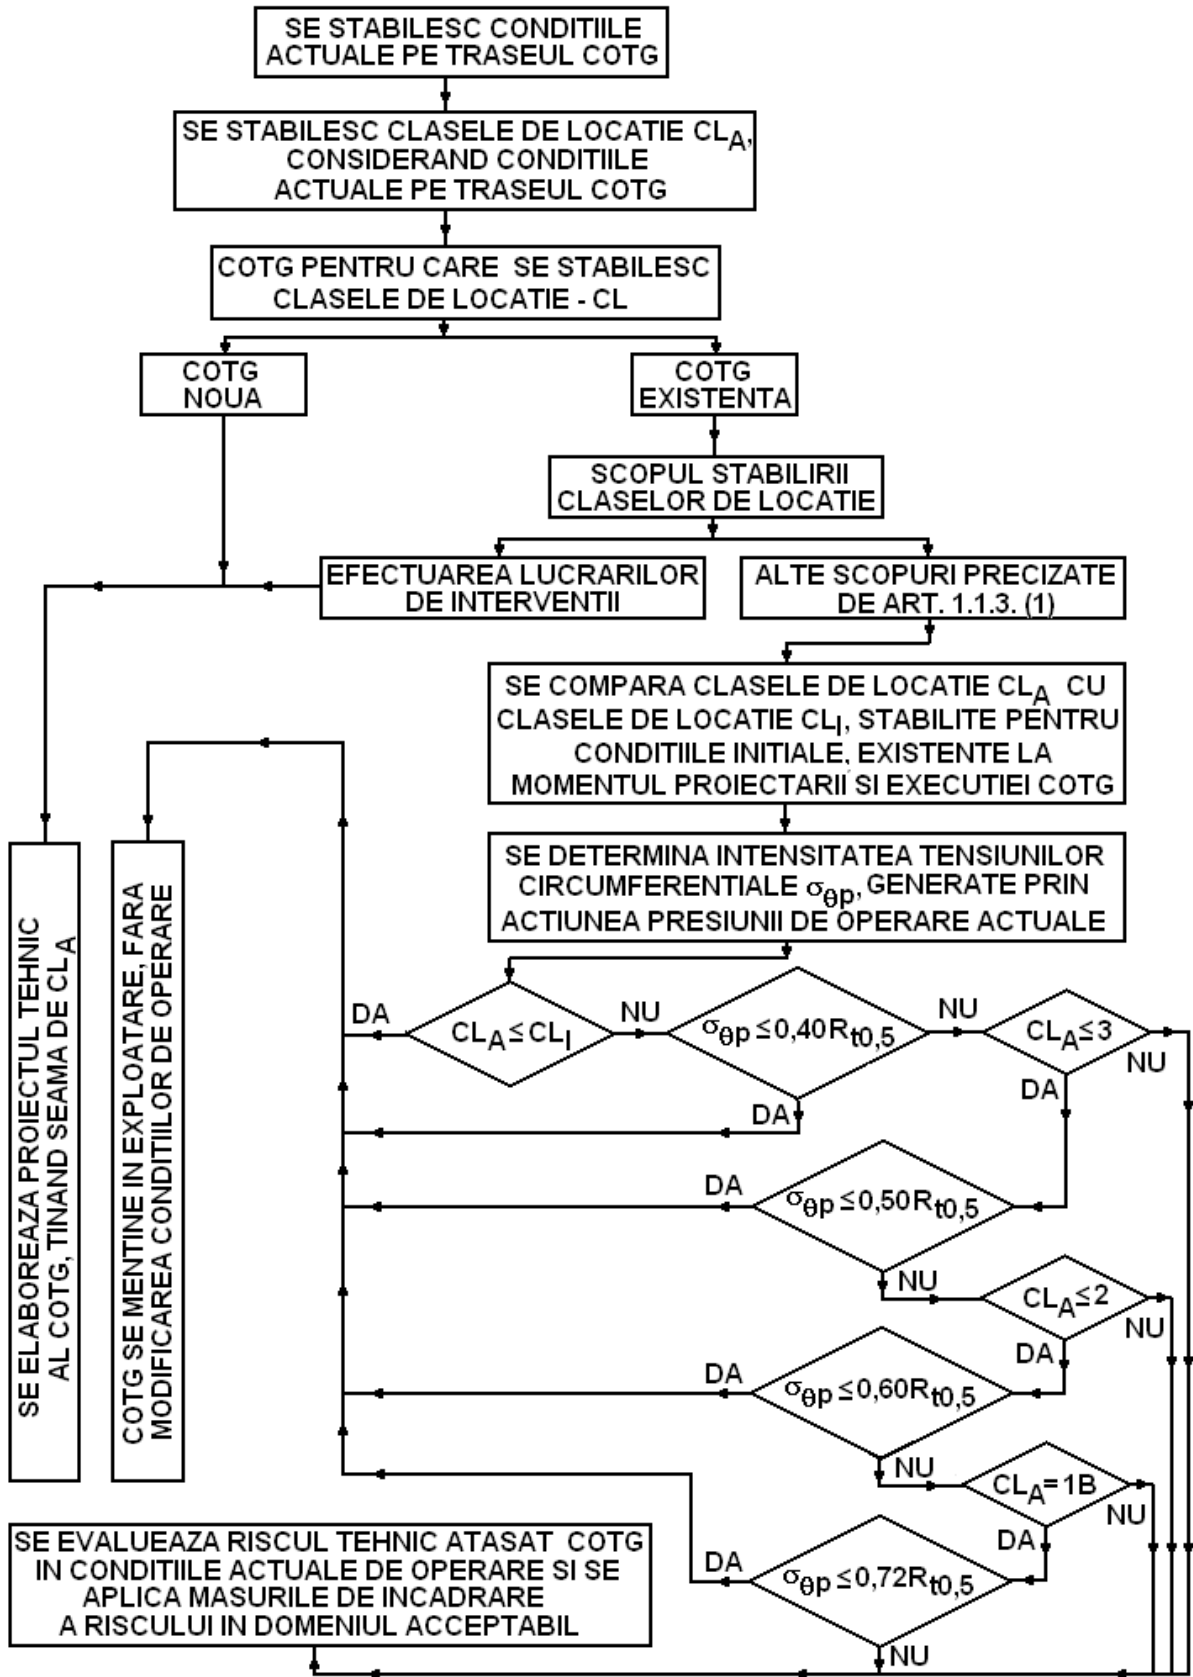 SE STABILESC CONDITIILE
ACTUALE PE TRASEUL COTG
SE STABILESC CLASELE DE LOCATIE CLA,
CONSIDERAND CONDITIILE
ACTUALE PE TRASEUL COTG
COTG PENTRU CARE SE STABILESC
CLASELE DE LOCATIE - CL
COTG
NOUA
COTG
EXISTENTA
SCOPUL STABILIRII
CLASELOR DE LOCATIE
EFECTUAREA LUCRARILOR
DE INTERVENTII
ALTE SCOPURI PRECIZATE
DE ART. 1.1.3. (1)
SE COMPARA CLASELE DE LOCATIE CLA CU
CLASELE DE LOCATIE CLI, STABILITE PENTRU
CONDITIILE INITIALE, EXISTENTE LA
MOMENTUL PROIECTARII SI EXECUTIEI COTG
SE DETERMINA INTENSITATEA TENSIUNILOR
CIRCUMFERENTIALE σθp, GENERATE PRIN
ACTIUNEA PRESIUNII DE OPERARE ACTUALE
SE ELABOREAZA PROIECTUL TEHNIC
AL COTG, TINAND SEAMA DE CLA
COTG SE MENTINE IN EXPLOATARE, FARA
MODIFICAREA CONDITIILOR DE OPERARE
DA
CLA ≤ CLI
NU
σθp ≤ 0,40Rt0,5
NU
CLA ≤ 3
NU
DA
DA
DA
σθp ≤ 0,50Rt0,5
NU
CLA ≤ 2
NU
DA
DA
σθp ≤ 0,60Rt0,5
NU
CLA = 1B
NU
DA
DA
σθp ≤ 0,72Rt0,5
NU
SE EVALUEAZA RISCUL TEHNIC ATASAT COTG
IN CONDITIILE ACTUALE DE OPERARE SI SE
APLICA MASURILE DE INCADRARE
A RISCULUI IN DOMENIUL ACCEPTABIL